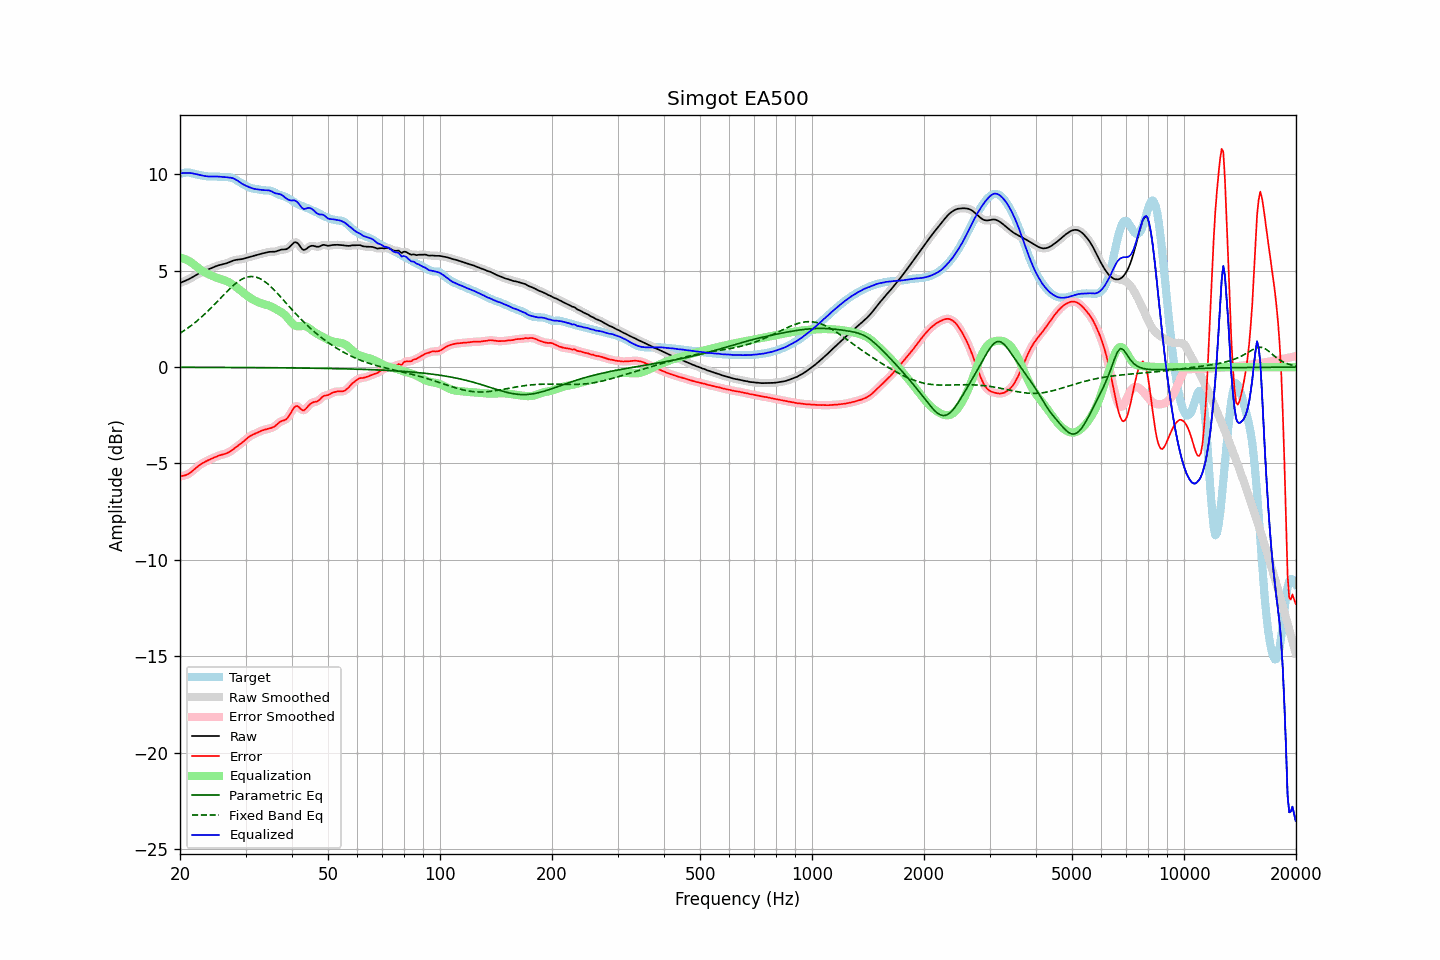 Simgot EA500
Amplitude (dBr)
10
5
0
−5
−10
−15
−20
−25
Target
Raw Smoothed
Error Smoothed
Raw
Error
Equalization
Parametric Eq
Fixed Band Eq
Equalized
20 50 100 200 500 1000 2000 5000 10000 20000
Frequency (Hz)